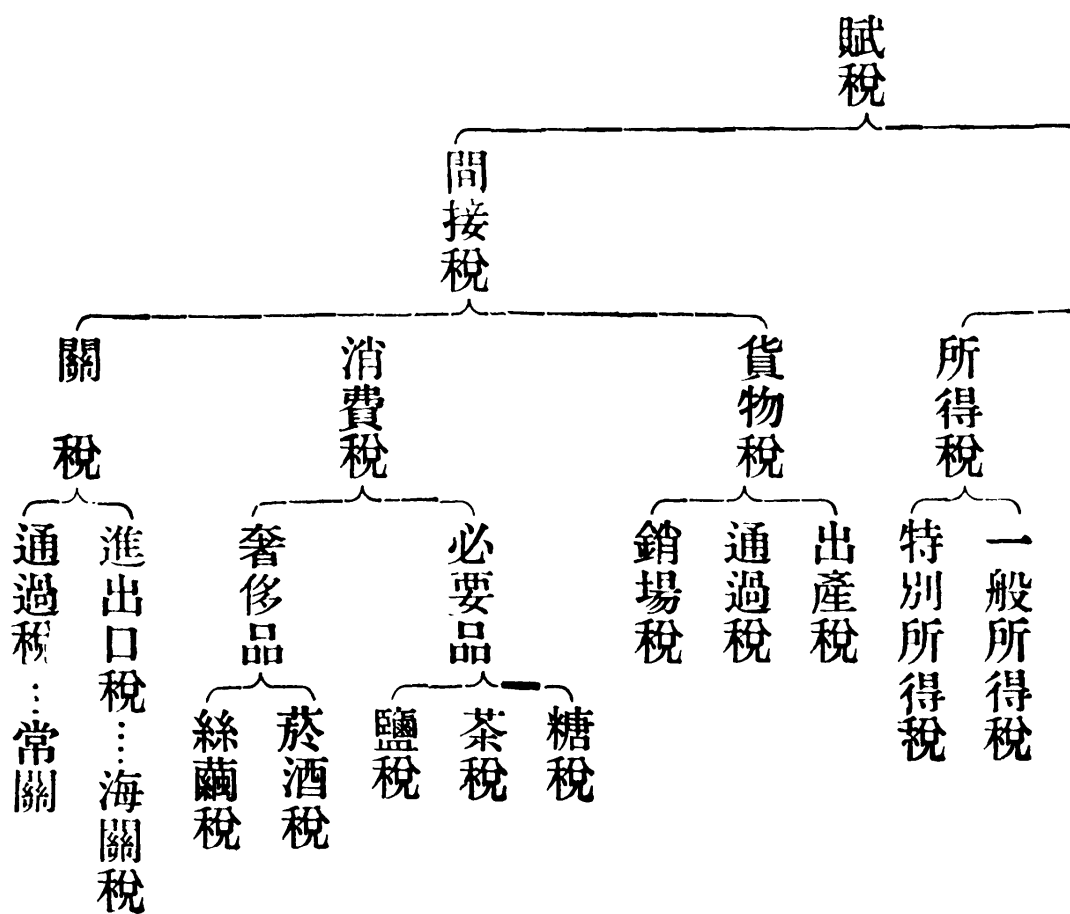 賦稅
間接稅
所得稅
一般所得稅
特別所得稅
貨物稅
出產稅
通過稅
銷場稅
消費稅
必要品
糖稅
茶稅
鹽稅
奢侈品
菸酒稅
絲繭稅
關稅
進出口稅…海關稅
通過稅…常關